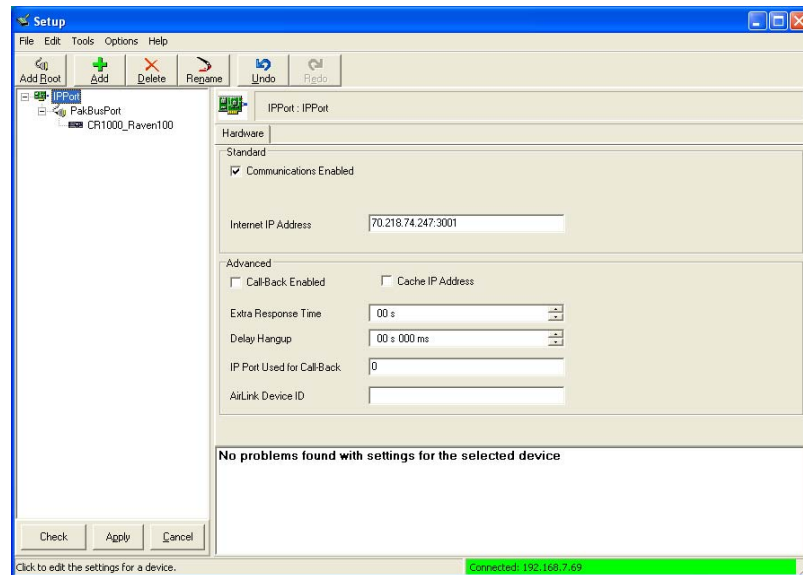 Setup
File Edit Tools Options Help
Add Root Add Delete Rename Undo Redo
IPPort
PakBusPort
CR1000_Raven100
IPPort : IPPort
Hardware
Standard
Communications Enabled
Internet IP Address 70.218.74.247:3001
Advanced
Call-Back Enabled Cache IP Address
Extra Response Time 00 s
Delay Hangup 00 s 000 ms
IP Port Used for Call-Back 0
AirLink Device ID
No problems found with settings for the selected device
Check Apply Cancel
Click to edit the settings for a device. Connected: 192.168.7.69